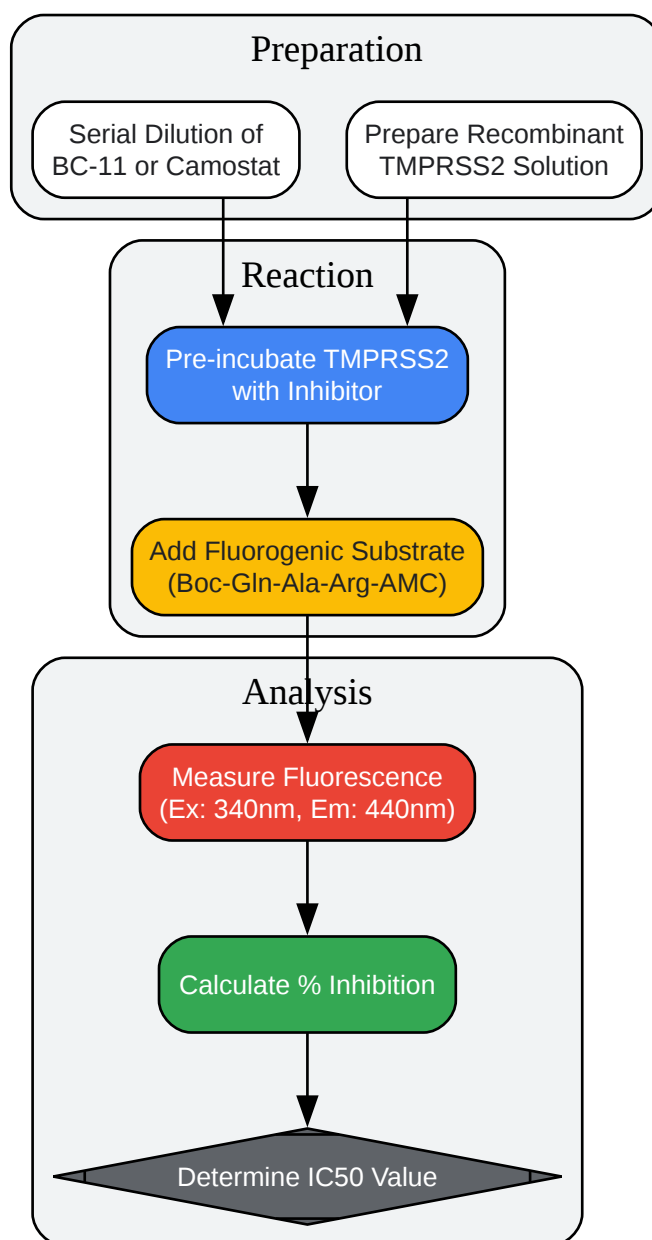 Preparation
Serial Dilution of
BC-11 or Camostat
Prepare Recombinant
TMPRSS2 Solution
Reaction
Pre-incubate TMPRSS2
with Inhibitor
Add Fluorogenic Substrate
(Boc-Gln-Ala-Arg-AMC)
Analysis
Measure Fluorescence
(Ex: 340nm, Em: 440nm)
Calculate % Inhibition
Determine IC50 Value